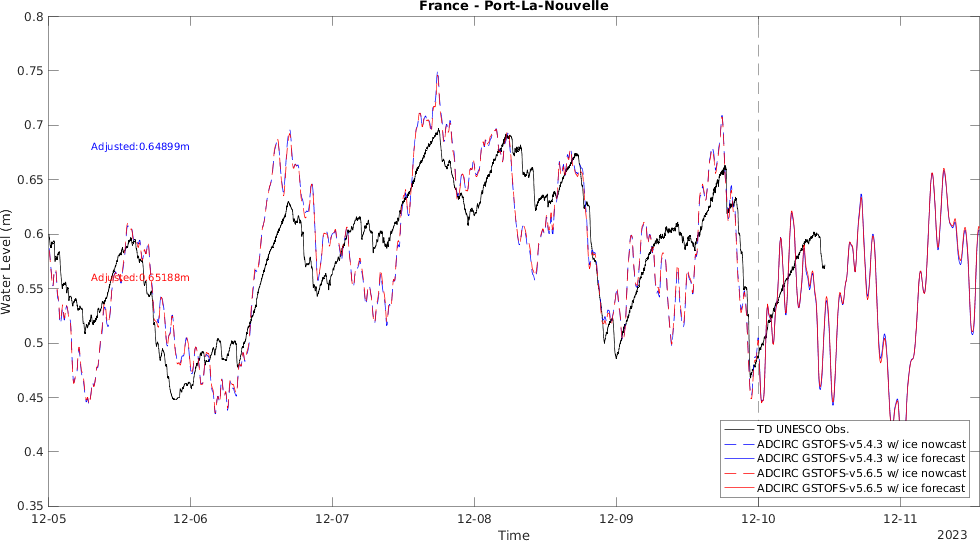 France - Port-La-Nouvelle
0.8
0.75
0.7
0.65
0.6
0.55
0.5
0.45
0.4
0.35
Water Level (m)
Adjusted:0.64899m
Adjusted:0.65188m
TD UNESCO Obs.
ADCIRC GSTOFS-v5.4.3 w/ ice nowcast
ADCIRC GSTOFS-v5.4.3 w/ ice forecast
ADCIRC GSTOFS-v5.6.5 w/ ice nowcast
ADCIRC GSTOFS-v5.6.5 w/ ice forecast
12-05 12-06 12-07 12-08 12-09 12-10 12-11
Time
2023